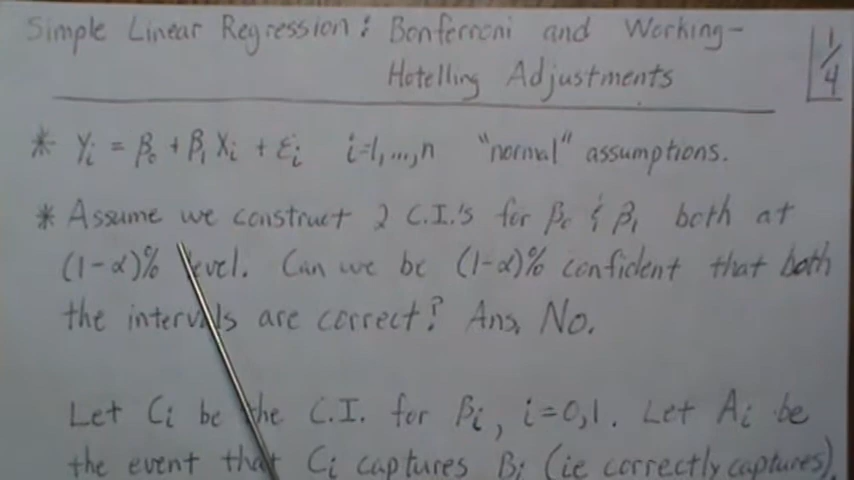 Simple Linear Regression: Bonferroni and Working-
Hotelling Adjustments
1/4
* Yi = β0 + β1 Xi + εi i=1,...,n "normal" assumptions.
* Assume we construct 2 C.I.'s for β0 & β1 both at
(1-α)% level. Can we be (1-α)% confident that both
the intervals are correct? Ans. No.
Let Ci be the C.I. for βi, i=0,1. Let Ai be
the event that Ci captures βi (ie correctly captures).